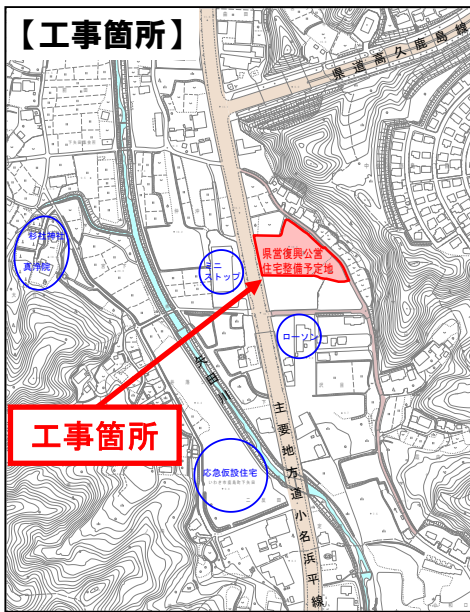 【工事箇所】
県道高久鹿島線
杉社神社
真浄院
ミニ
ストップ
県営復興公営
住宅整備予定地
ローソン
矢田川
工事箇所
主要地方道小名浜平線
応急仮設住宅